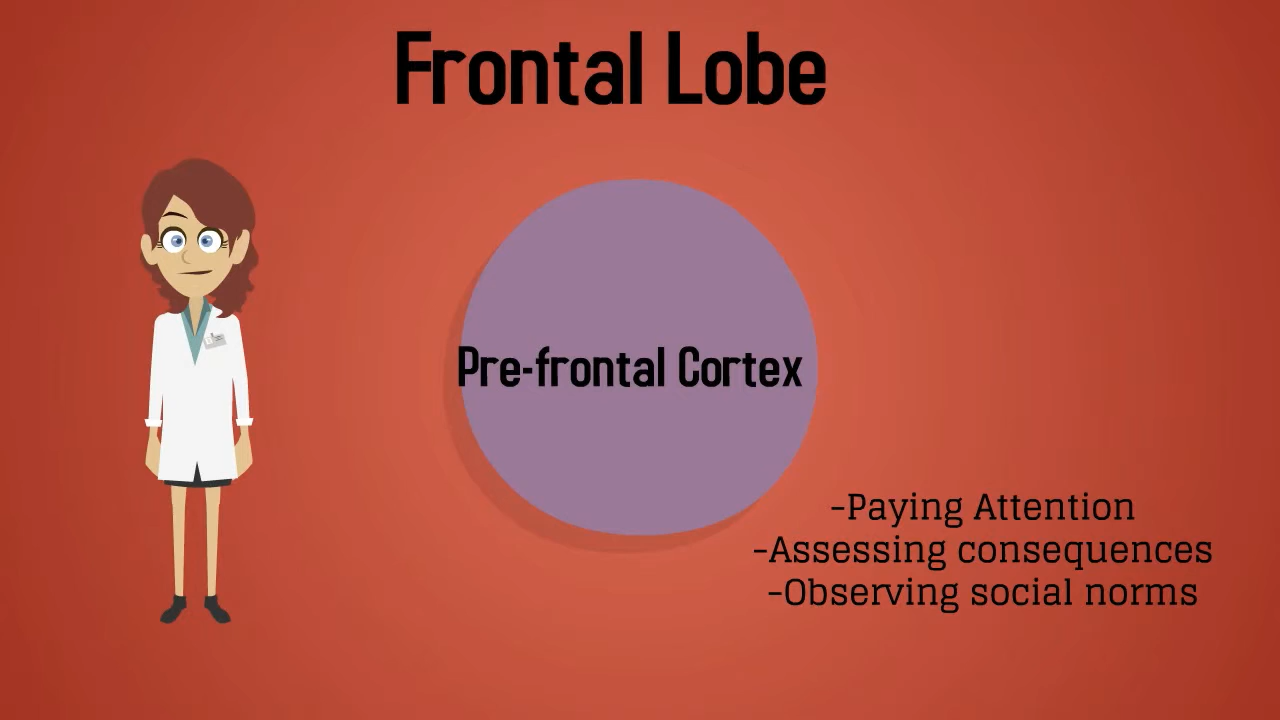 Frontal Lobe
Pre-frontal Cortex
-Paying Attention
-Assessing consequences
-Observing social norms